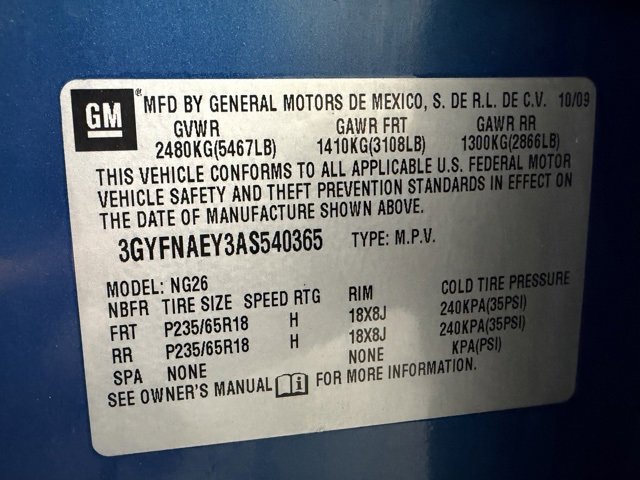 GM ® MFD BY GENERAL MOTORS DE MEXICO, S. DE R.L. DE C.V. 10/09
GVWR GAWR FRT GAWR RR
2480KG(5467LB) 1410KG(3108LB) 1300KG(2866LB)
THIS VEHICLE CONFORMS TO ALL APPLICABLE U.S. FEDERAL MOTOR
VEHICLE SAFETY AND THEFT PREVENTION STANDARDS IN EFFECT ON
THE DATE OF MANUFACTURE SHOWN ABOVE.
3GYFNAEY3AS540365 TYPE: M.P.V.
MODEL: NG26
NBFR TIRE SIZE SPEED RTG RIM COLD TIRE PRESSURE
FRT P235/65R18 H 18X8J 240KPA(35PSI)
RR P235/65R18 H 18X8J 240KPA(35PSI)
SPA NONE NONE KPA(PSI)
SEE OWNER'S MANUAL i FOR MORE INFORMATION.